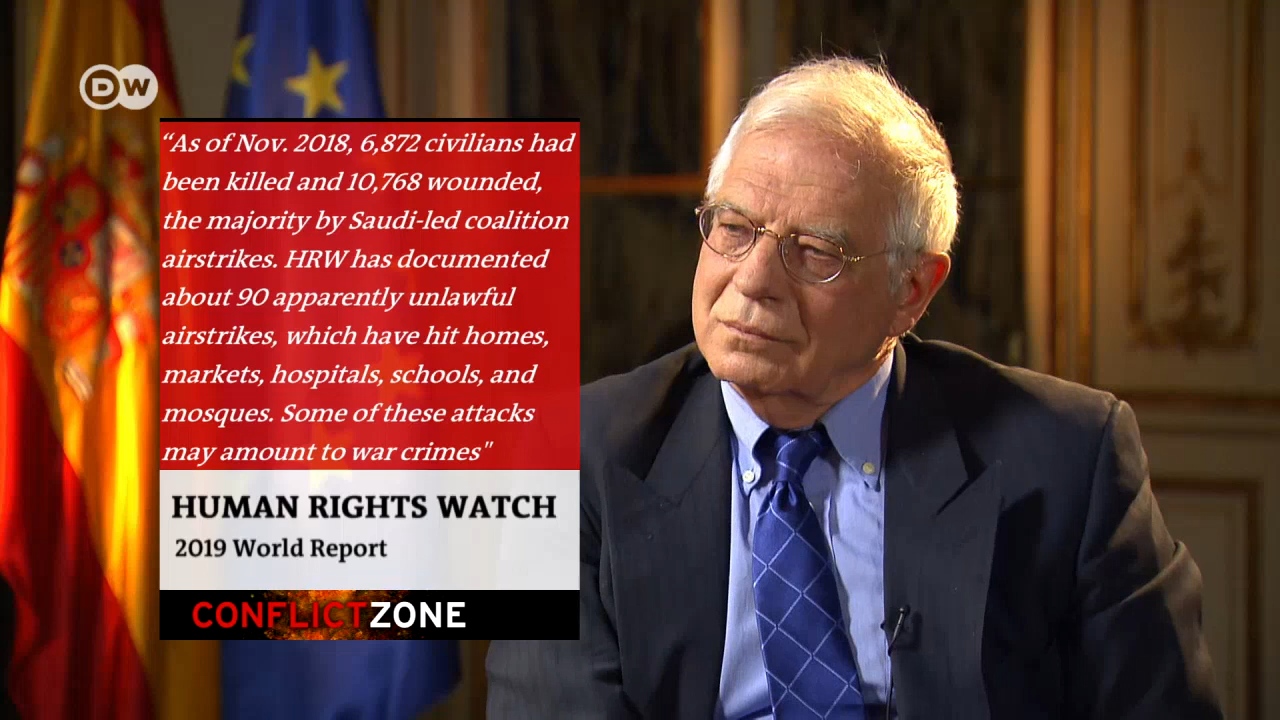 DW
“As of Nov. 2018, 6,872 civilians had
been killed and 10,768 wounded,
the majority by Saudi-led coalition
airstrikes. HRW has documented
about 90 apparently unlawful
airstrikes, which have hit homes,
markets, hospitals, schools, and
mosques. Some of these attacks
may amount to war crimes"
HUMAN RIGHTS WATCH
2019 World Report
CONFLICTZONE